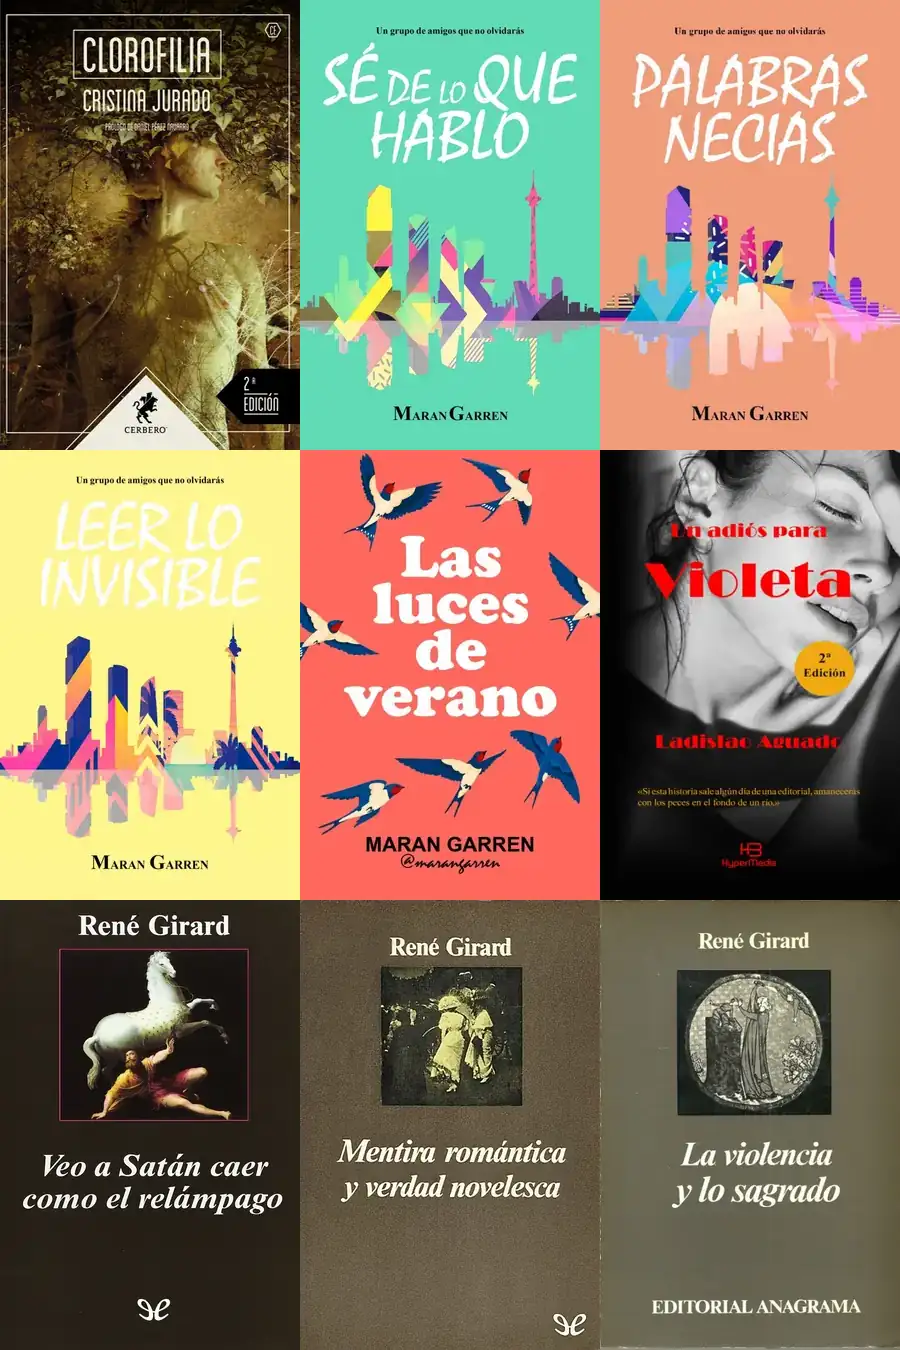 CLOROFILIA
CRISTINA JURADO
PRÓLOGO DE DANIEL PÉREZ NAVARRO
2ª
EDICIÓN
CERBERO
Un grupo de amigos que no olvidarás
SÉ DE LO QUE
HABLO
MARAN GARREN
Un grupo de amigos que no olvidarás
PALABRAS
NECIAS
MARAN GARREN
Un grupo de amigos que no olvidarás
LEER LO
INVISIBLE
MARAN GARREN
Las
luces
de
verano
MARAN GARREN
@marangarren
Un adiós para
Violeta
2ª
Edición
Ladislao Aguado
«Si esta historia sale algún día de una editorial, amanecerás
con los peces en el fondo de un río.»
HyperMedia
René Girard
Veo a Satán caer
como el relámpago
René Girard
Mentira romántica
y verdad novelesca
René Girard
La violencia
y lo sagrado
EDITORIAL ANAGRAMA